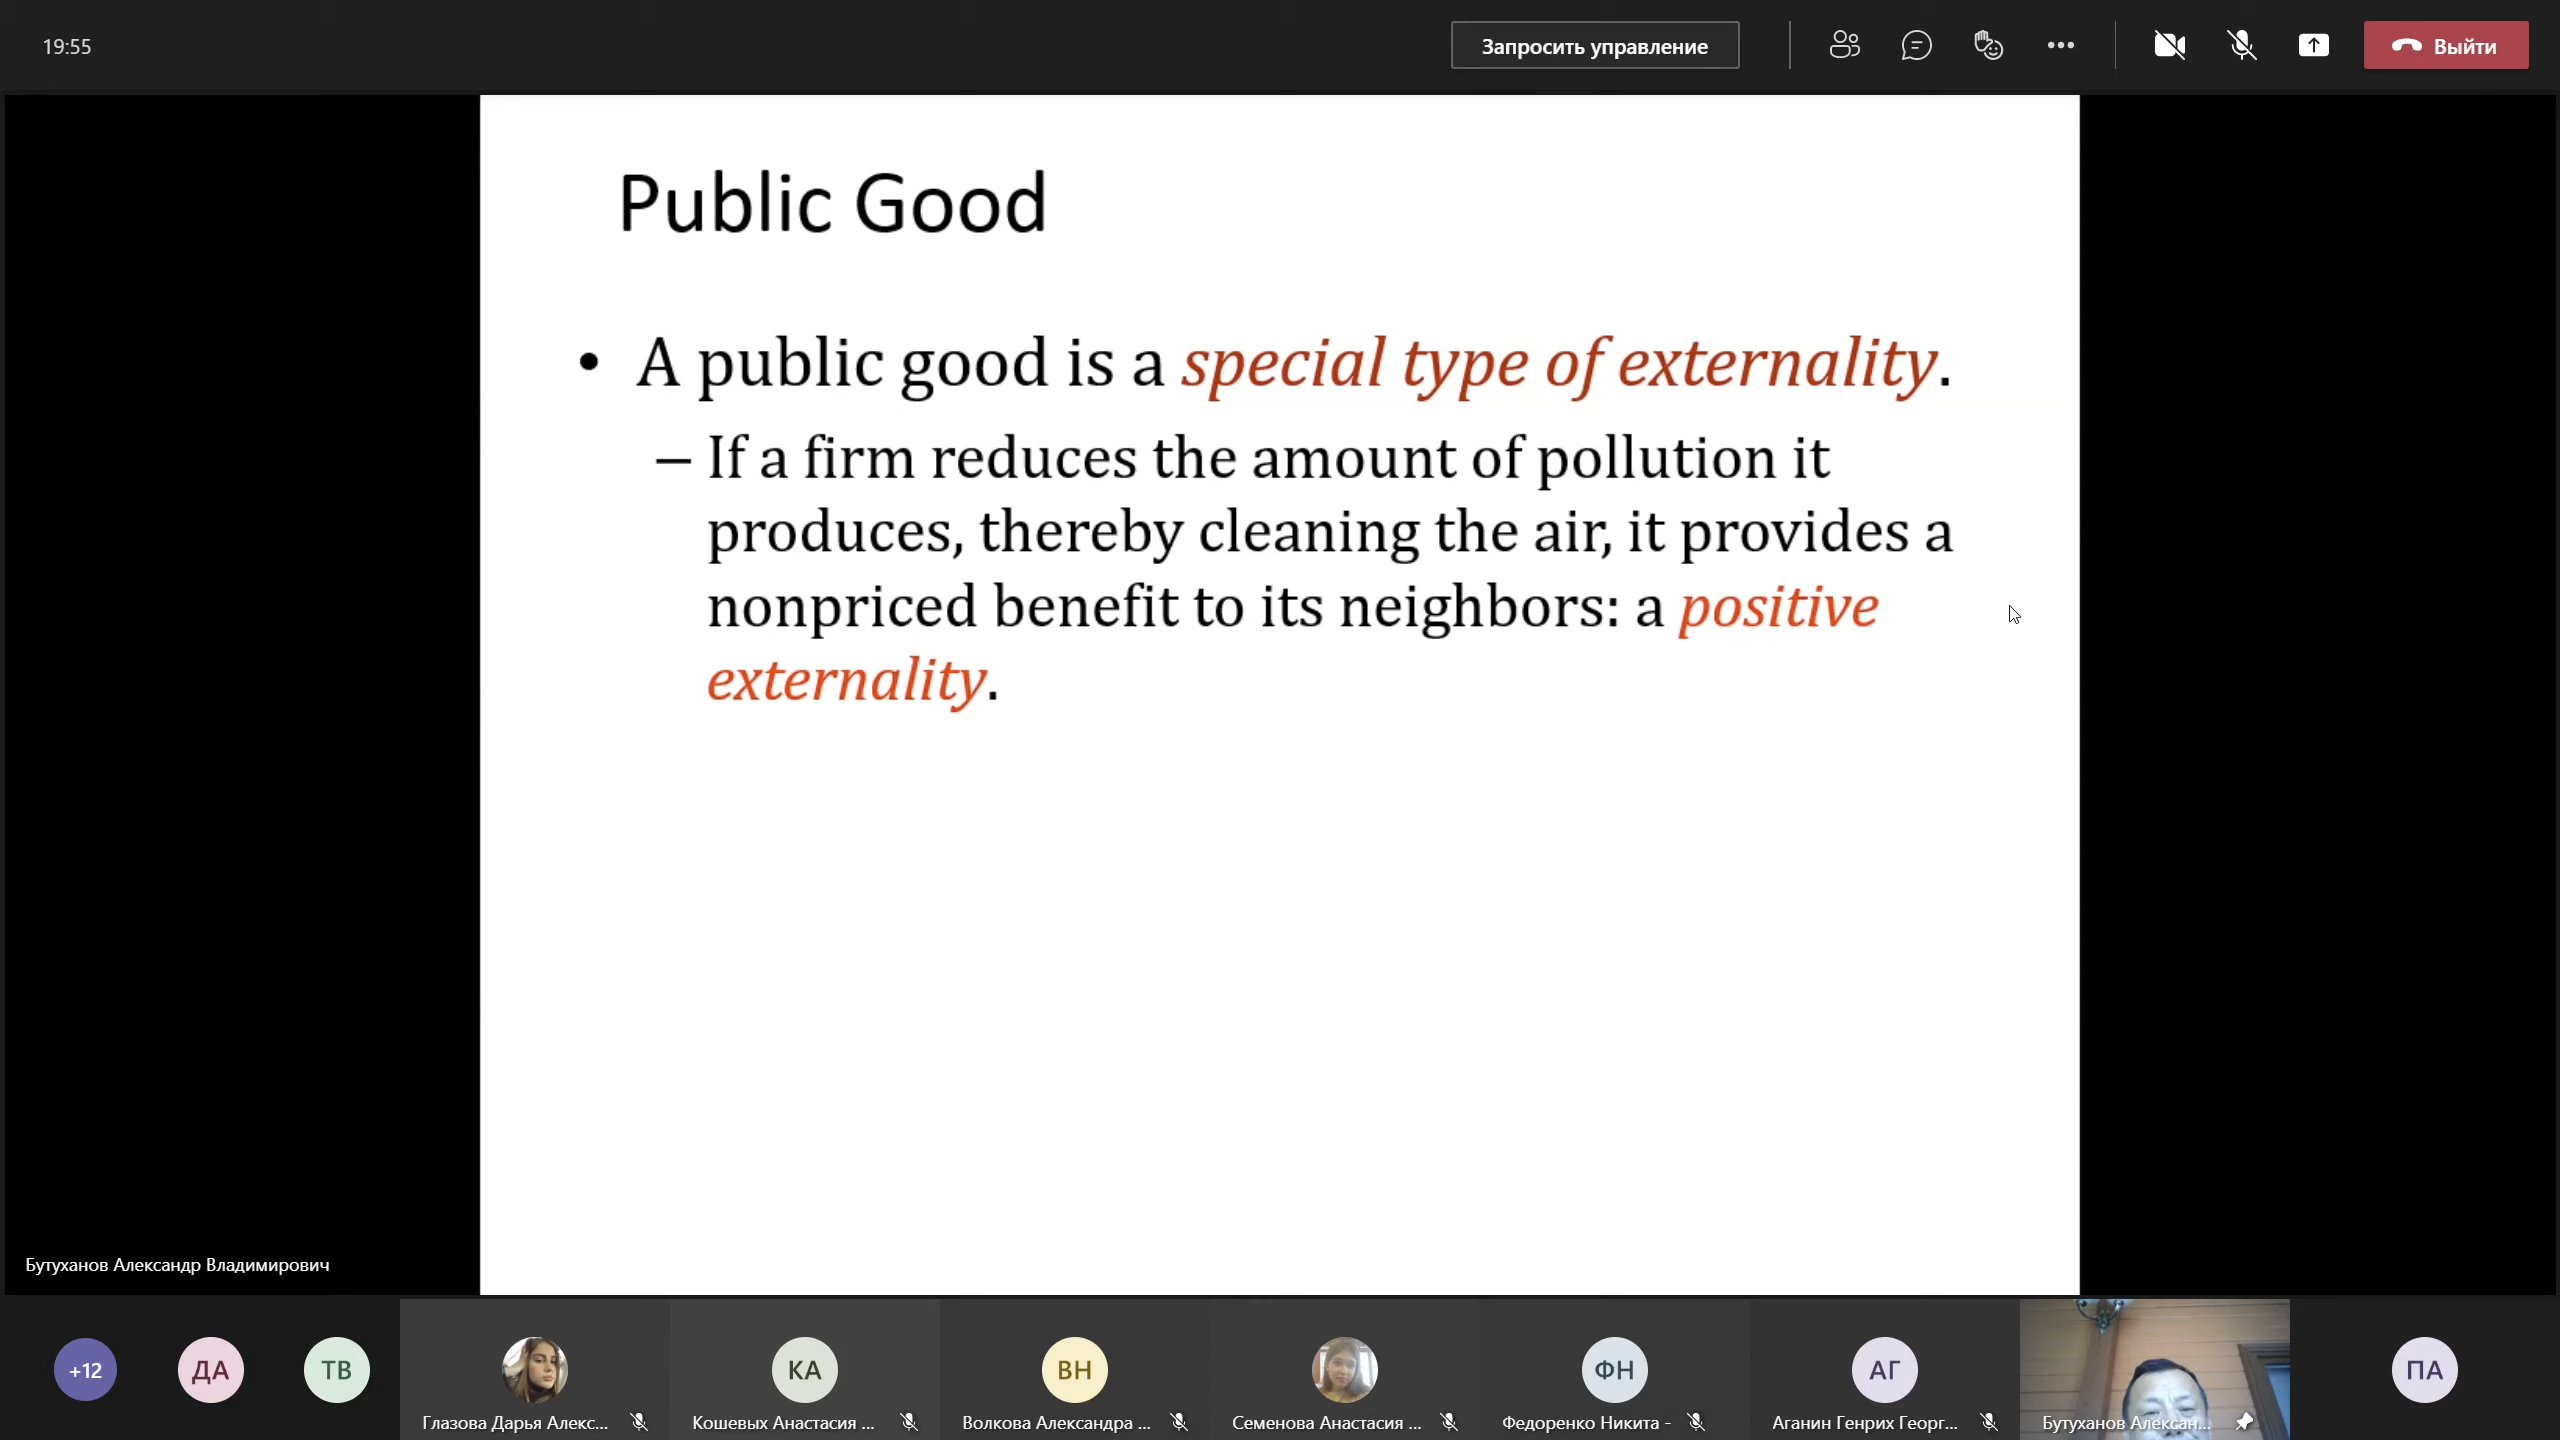 19:55
Запросить управление
Выйти
Public Good
• A public good is a special type of externality.
– If a firm reduces the amount of pollution it
produces, thereby cleaning the air, it provides a
nonpriced benefit to its neighbors: a positive
externality.
Бутуханов Александр Владимирович
+12
ДА
ТВ
КА
ВН
ФН
АГ
ПА
Глазова Дарья Алекс...
Кошевых Анастасия ...
Волкова Александра ...
Семенова Анастасия ...
Федоренко Никита -
Аганин Генрих Георг...
Бутуханов Алексан...